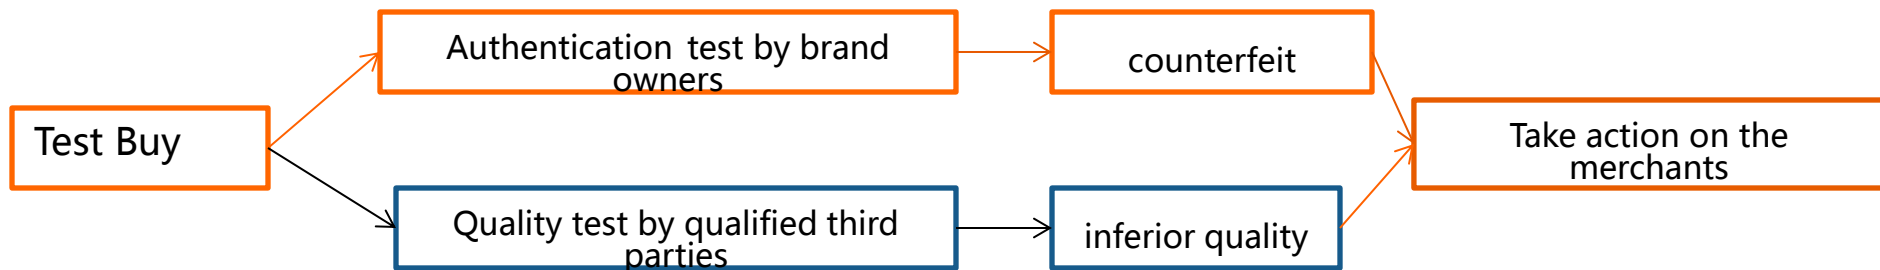 Test Buy
Authentication test by brand
owners
counterfeit
Quality test by qualified third
parties
inferior quality
Take action on the
merchants